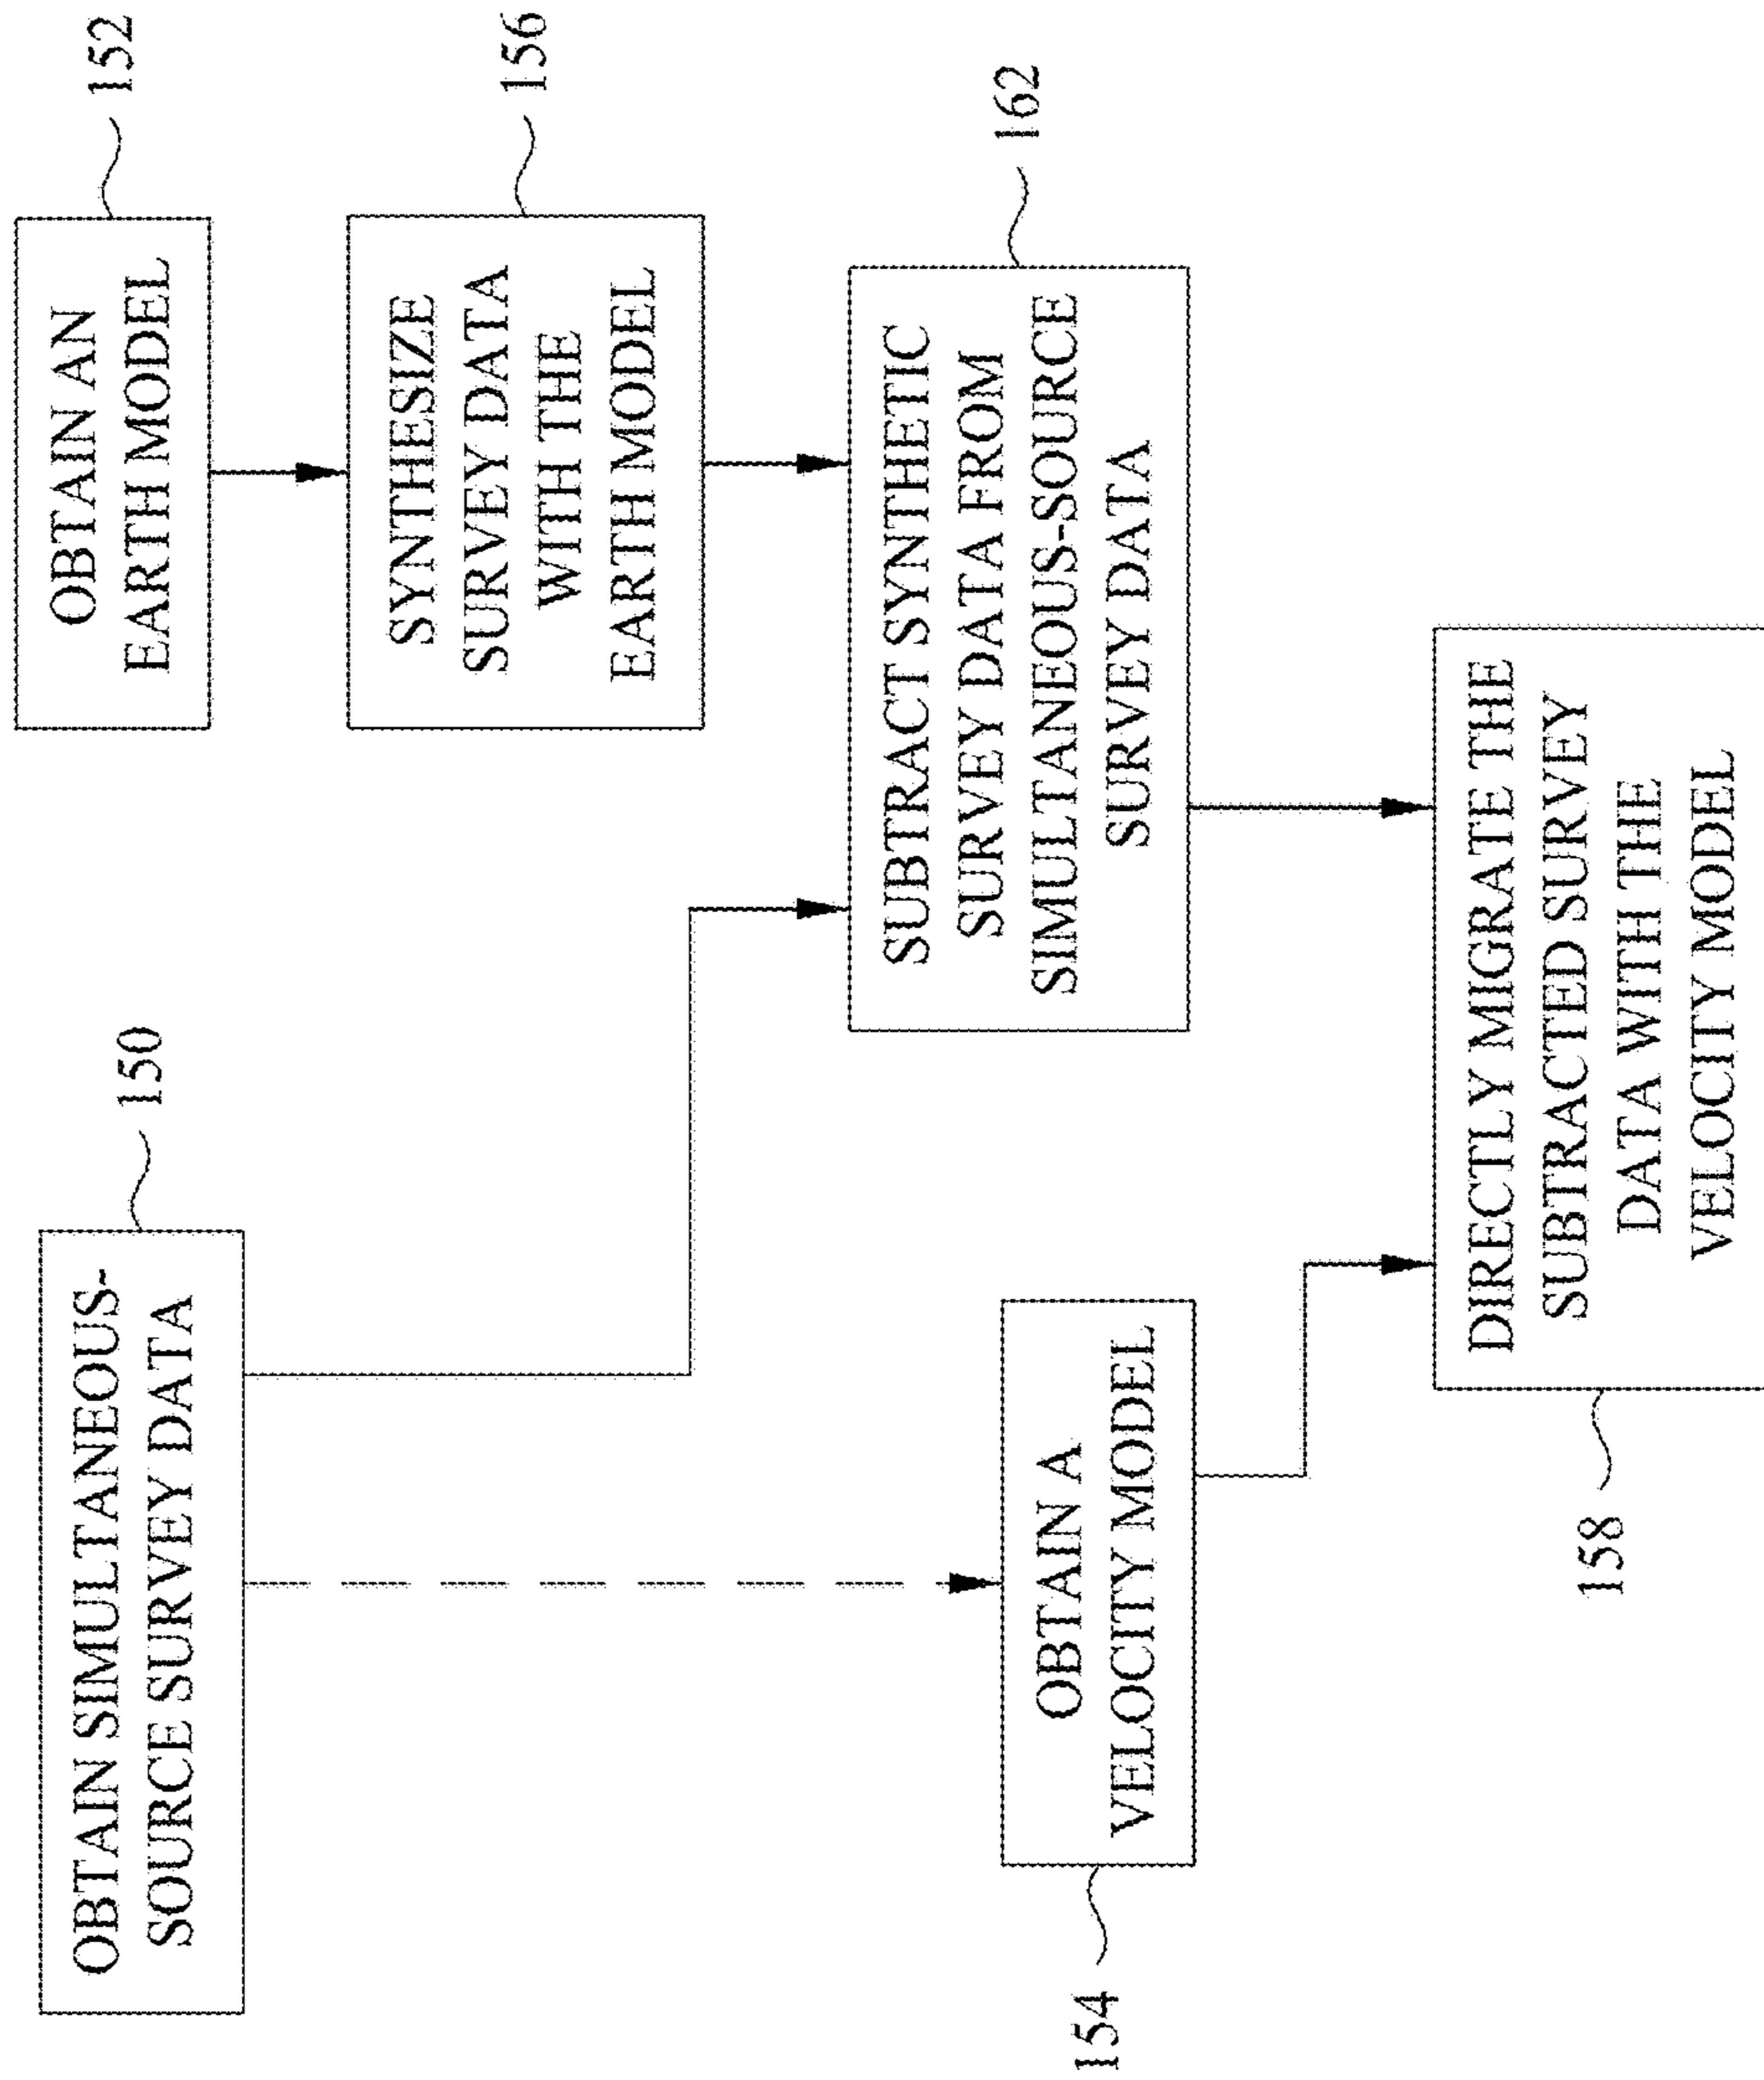 OBTAIN SIMULTANEOUS-
SOURCE SURVEY DATA
150
OBTAIN AN
EARTH MODEL
152
SYNTHESIZE
SURVEY DATA
WITH THE
EARTH MODEL
156
SUBTRACT SYNTHETIC
SURVEY DATA FROM
SIMULTANEOUS-SOURCE
SURVEY DATA
162
154
OBTAIN A
VELOCITY MODEL
158
DIRECTLY MIGRATE THE
SUBTRACTED SURVEY
DATA WITH THE
VELOCITY MODEL